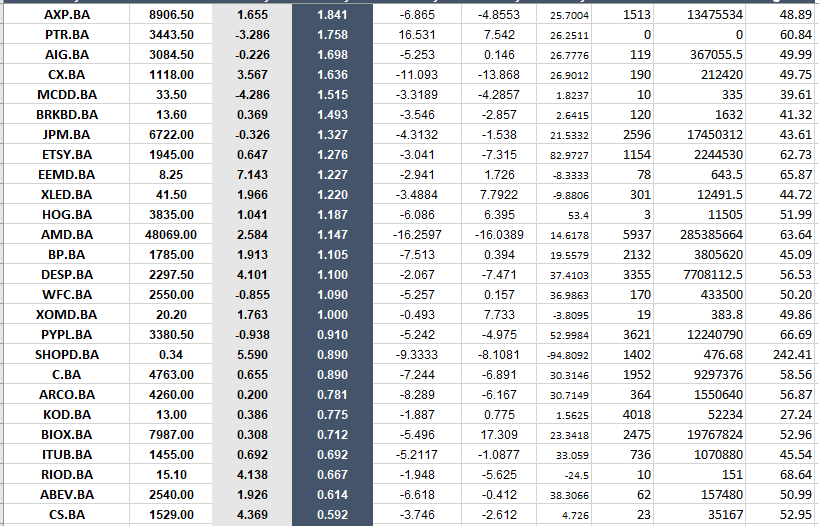 AXP.BA 8906.50 1.655 1.841 -6.865 -4.8553 25.7004 1513 13475534 48.89
PTR.BA 3443.50 -3.286 1.758 16.531 7.542 26.2511 0 0 60.84
AIG.BA 3084.50 -0.226 1.698 -5.253 0.146 26.7776 119 367055.5 49.99
CX.BA 1118.00 3.567 1.636 -11.093 -13.868 26.9012 190 212420 49.75
MCDD.BA 33.50 -4.286 1.515 -3.3189 -4.2857 1.8237 10 335 39.61
BRKBD.BA 13.60 0.369 1.493 -3.546 -2.857 2.6415 120 1632 41.32
JPM.BA 6722.00 -0.326 1.327 -4.3132 -1.538 21.5332 2596 17450312 43.61
ETSY.BA 1945.00 0.647 1.276 -3.041 -7.315 82.9727 1154 2244530 62.73
EEMD.BA 8.25 7.143 1.227 -2.941 1.726 -8.3333 78 643.5 65.87
XLED.BA 41.50 1.966 1.220 -3.4884 7.7922 -9.8806 301 12491.5 44.72
HOG.BA 3835.00 1.041 1.187 -6.086 6.395 53.4 3 11505 51.99
AMD.BA 48069.00 2.584 1.147 -16.2597 -16.0389 14.6178 5937 285385664 63.64
BP.BA 1785.00 1.913 1.105 -7.513 0.394 19.5579 2132 3805620 45.09
DESP.BA 2297.50 4.101 1.100 -2.067 -7.471 37.4103 3355 7708112.5 56.53
WFC.BA 2550.00 -0.855 1.090 -5.257 0.157 36.9863 170 433500 50.20
XOMD.BA 20.20 1.763 1.000 -0.493 7.733 -3.8095 19 383.8 49.86
PYPL.BA 3380.50 -0.938 0.910 -5.242 -4.975 52.9984 3621 12240790 66.69
SHOPD.BA 0.34 5.590 0.890 -9.3333 -8.1081 -94.8092 1402 476.68 242.41
C.BA 4763.00 0.655 0.890 -7.244 -6.891 30.3146 1952 9297376 58.56
ARCO.BA 4260.00 0.200 0.781 -8.289 -6.167 30.7149 364 1550640 56.87
KOD.BA 13.00 0.386 0.775 -1.887 0.775 1.5625 4018 52234 27.24
BIOX.BA 7987.00 0.308 0.712 -5.496 17.309 23.3418 2475 19767824 52.96
ITUB.BA 1455.00 0.692 0.692 -5.2117 -1.0877 33.059 736 1070880 45.54
RIOD.BA 15.10 4.138 0.667 -1.948 -5.625 -24.5 10 151 68.64
ABEV.BA 2540.00 1.926 0.614 -6.618 -0.412 38.3066 62 157480 50.99
CS.BA 1529.00 4.369 0.592 -3.746 -2.612 4.726 23 35167 52.95